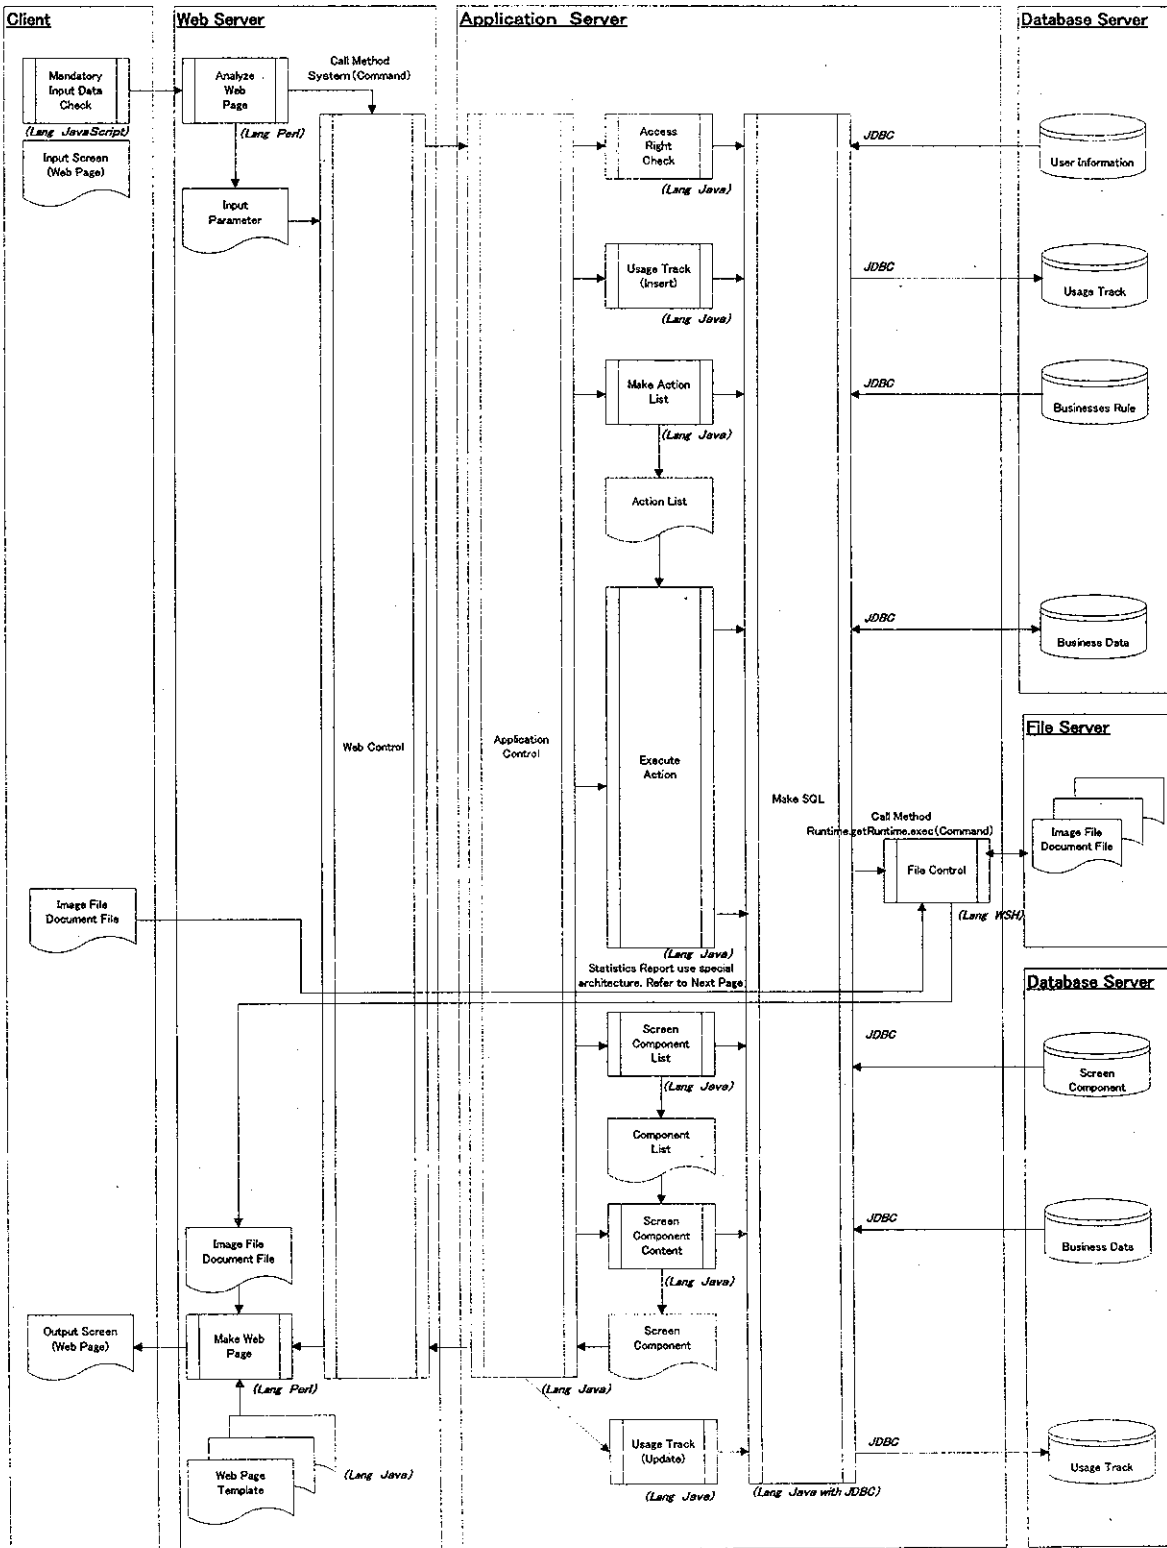 Client
Web Server
Application Server
Database Server
Mandatory
Input Data
Check
(Lang JavaScript)
Input Screen
(Web Page)
Analyze
Web
Page
(Lang Perl)
Call Method
System (Command)
Input
Parameter
Access
Right
Check
(Lang Java)
JDBC
User Information
Usage Track
(Insert)
(Lang Java)
JDBC
Usage Track
Make Action
List
(Lang Java)
JDBC
Businesses Rule
Action List
JDBC
Business Data
Web Control
Application
Control
Execute
Action
Make SQL
File Server
Call Method
Runtime.getRuntime.exec(Command)
File Control
(Lang WSH)
Image File
Document File
Image File
Document File
(Lang Java)
Statistics Report use special
architecture. Refer to Next Page
Database Server
Screen
Component
List
(Lang Java)
JDBC
Screen
Component
Component
List
Screen
Component
Content
(Lang Java)
JDBC
Business Data
Image File
Document File
Output Screen
(Web Page)
Make Web
Page
(Lang Perl)
Screen
Component
(Lang Java)
Web Page
Template
(Lang Java)
Usage Track
(Update)
(Lang Java)
(Lang Java with JDBC)
JDBC
Usage Track